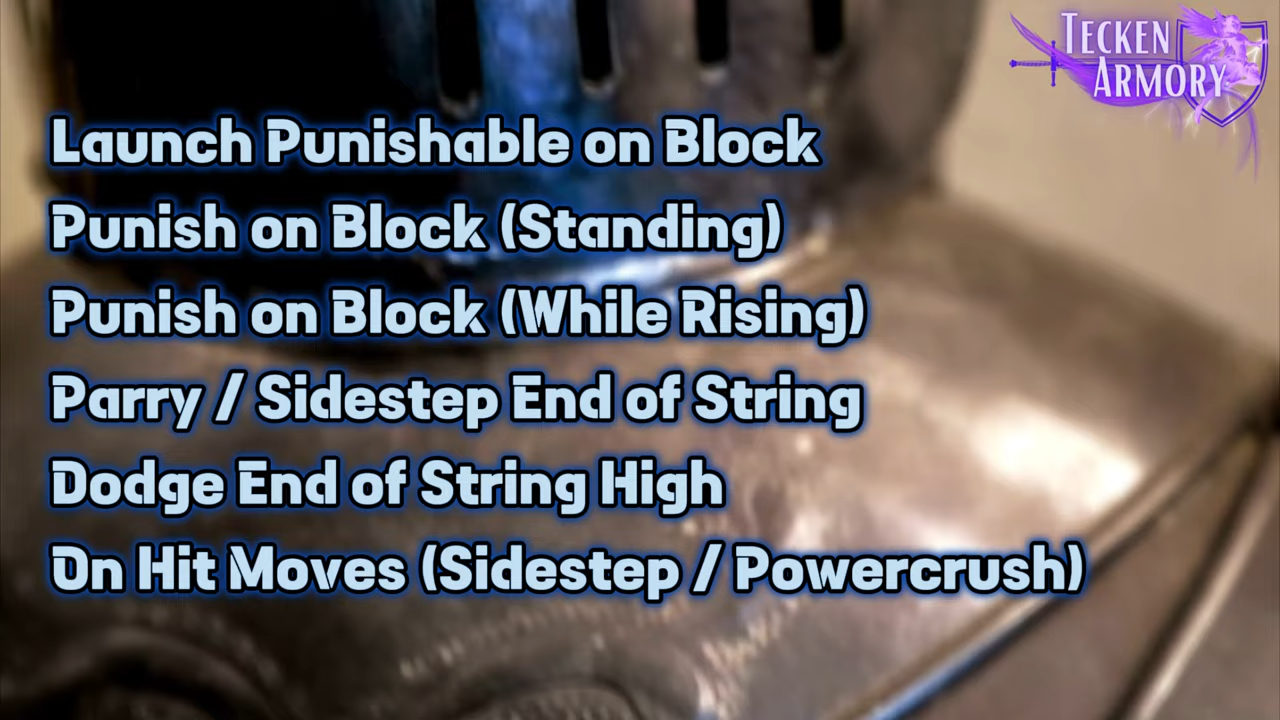 Tecken
Armory
Launch Punishable on Block
Punish on Block (Standing)
Punish on Block (While Rising)
Parry / Sidestep End of String
Dodge End of String High
On Hit Moves (Sidestep / Powercrush)